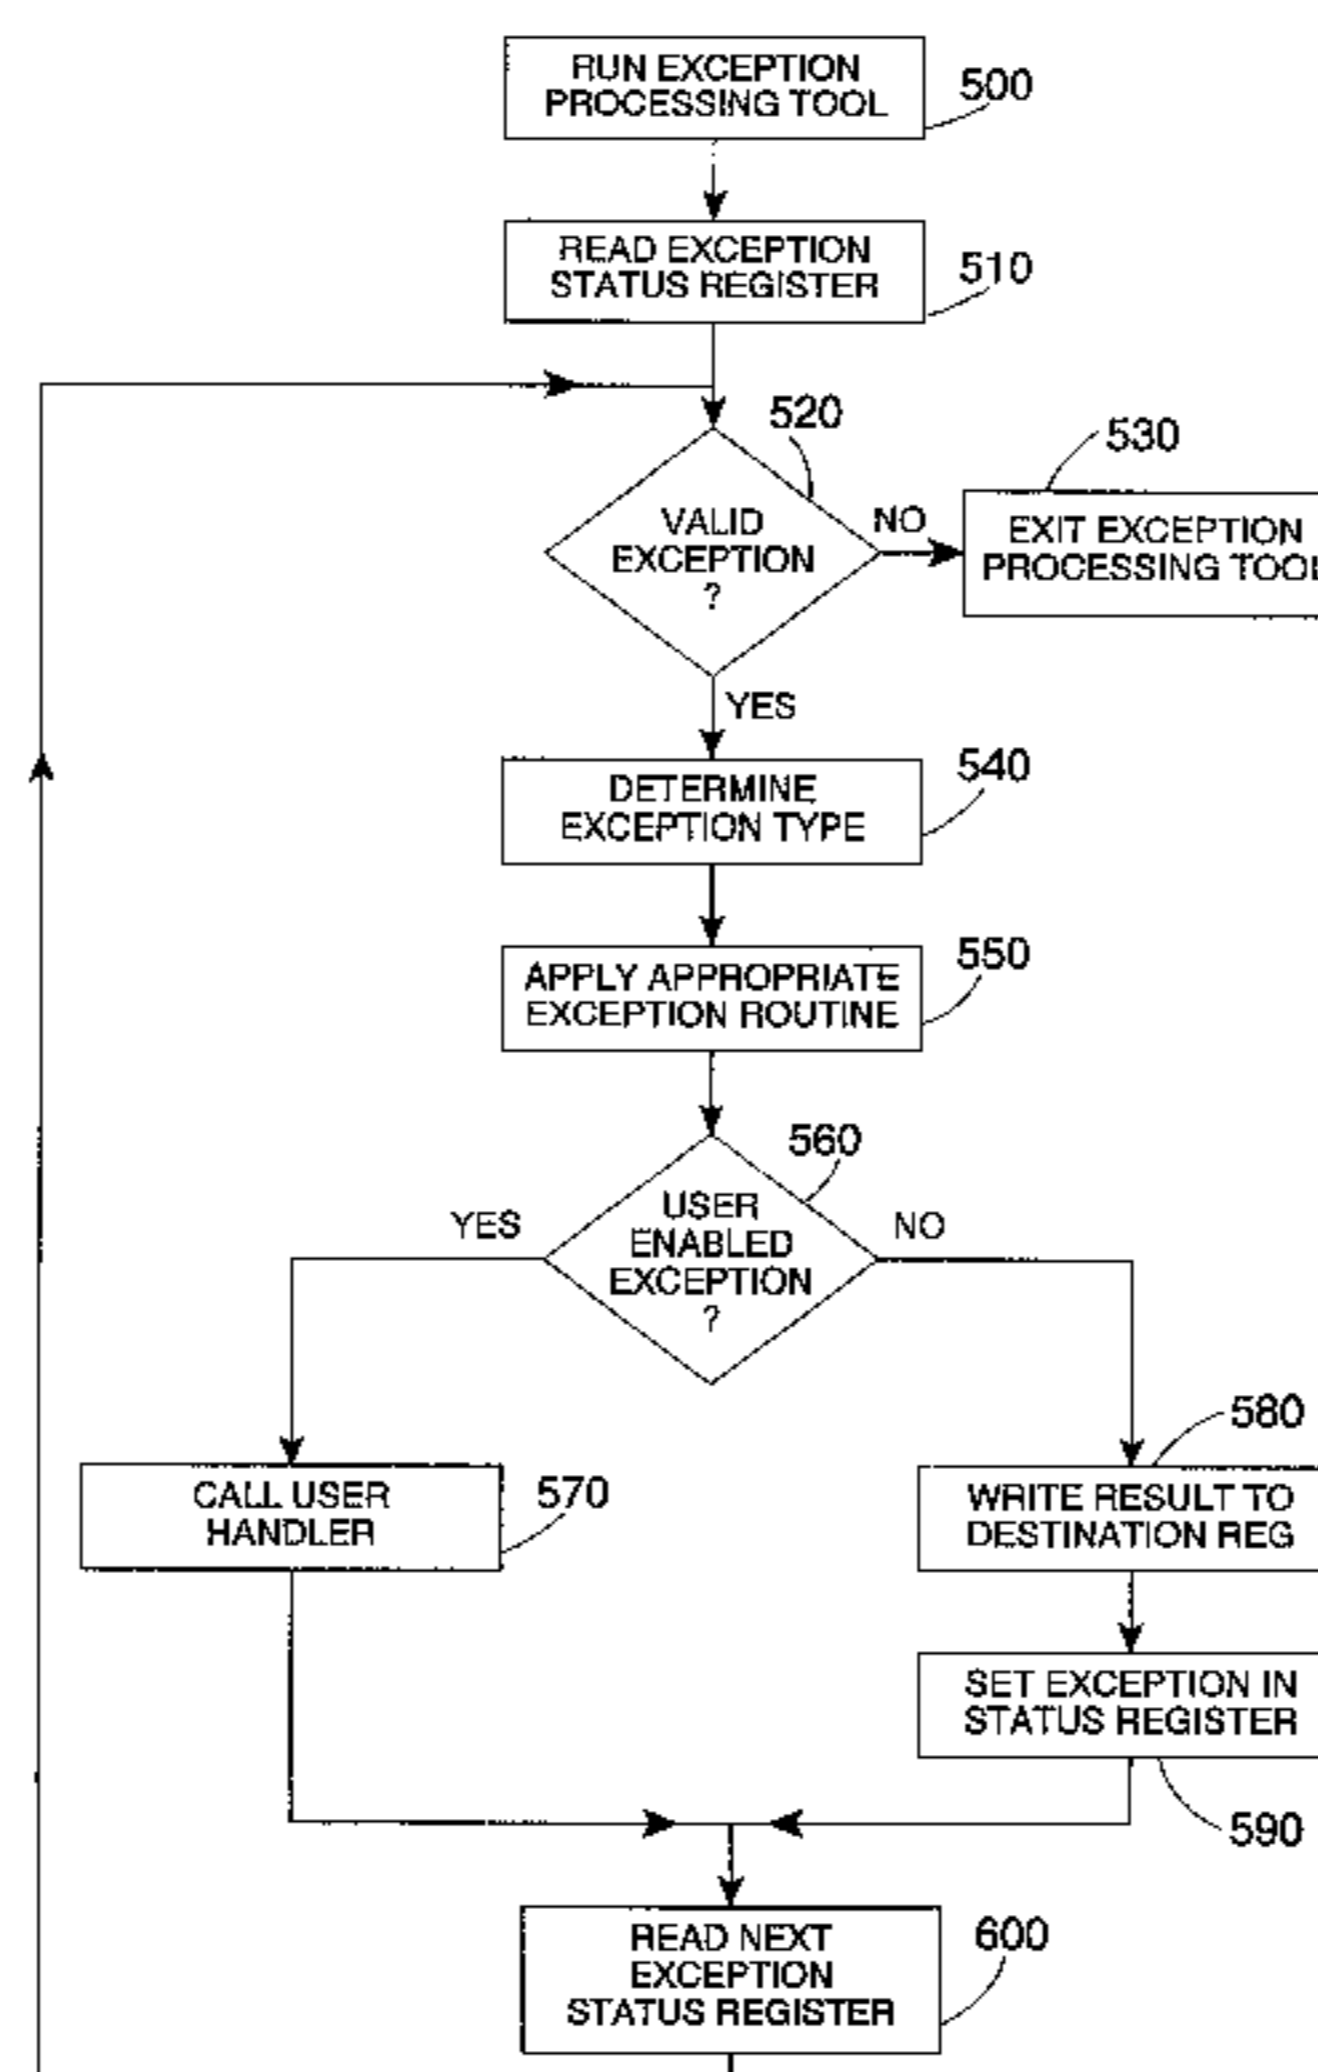 RUN EXCEPTION
PROCESSING TOOL
500
READ EXCEPTION
STATUS REGISTER
510
520
530
VALID
EXCEPTION
?
NO
EXIT EXCEPTION
PROCESSING TOOL
YES
DETERMINE
EXCEPTION TYPE
540
APPLY APPROPRIATE
EXCEPTION ROUTINE
550
560
USER
ENABLED
EXCEPTION
?
YES
NO
CALL USER
HANDLER
570
580
WRITE RESULT TO
DESTINATION REG
SET EXCEPTION IN
STATUS REGISTER
590
READ NEXT
EXCEPTION
STATUS REGISTER
600